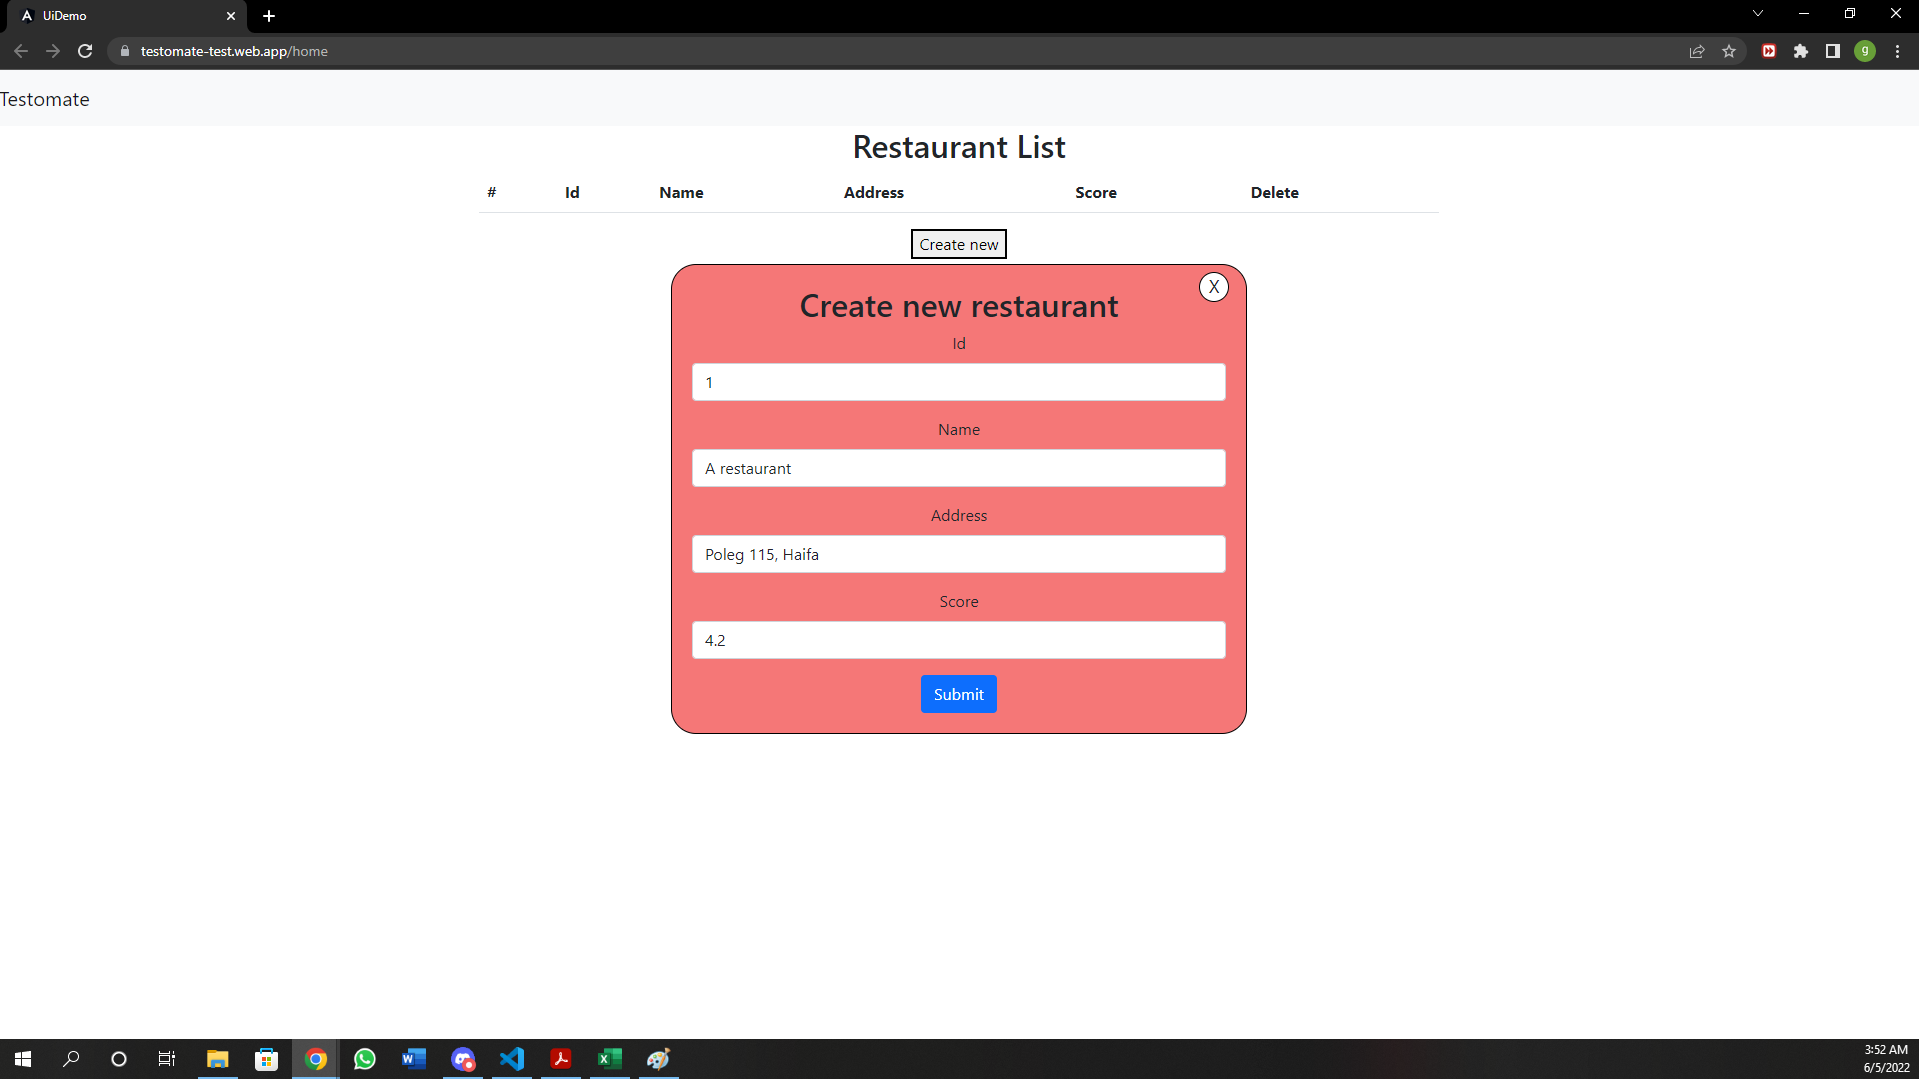 UiDemo
testomate-test.web.app/home
g
Testomate
Restaurant List
# Id Name Address Score Delete
Create new
X
Create new restaurant
Id
1
Name
A restaurant
Address
Poleg 115, Haifa
Score
4.2
Submit
3:52 AM
6/5/2022